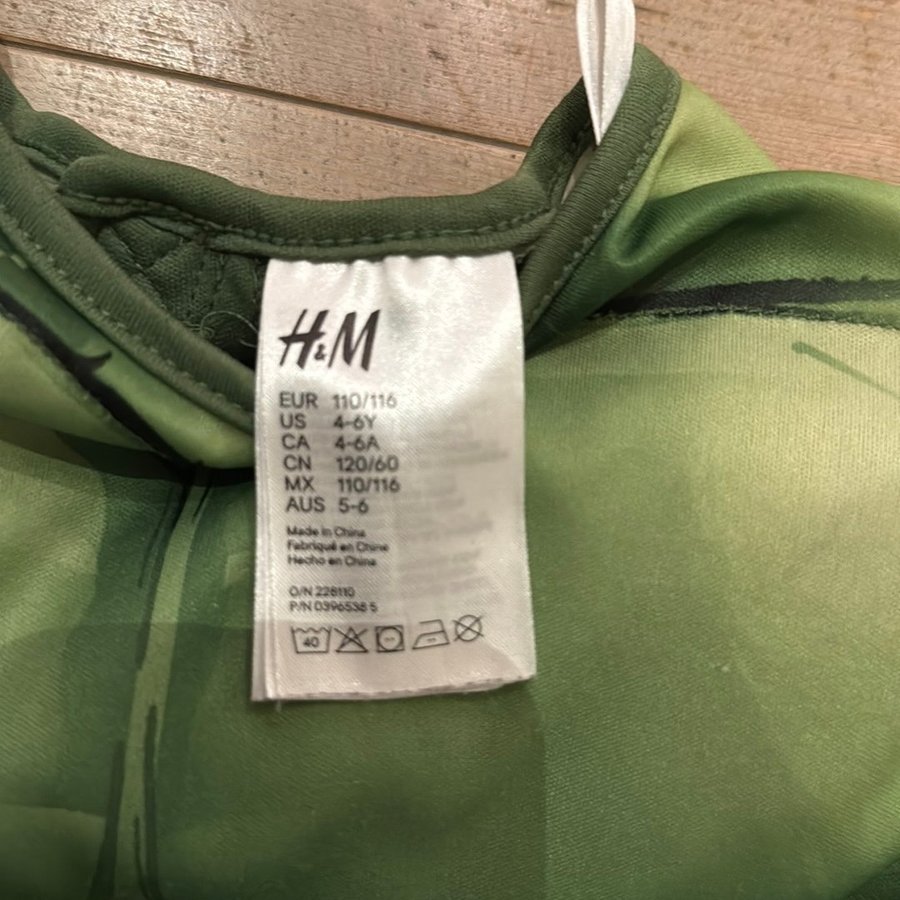 H&M
EUR 110/116
US 4-6Y
CA 4-6A
CN 120/60
MX 110/116
AUS 5-6
Made in China
Fabriqué en Chine
Hecho en China
O/N 228110
P/N 0396538 5
40